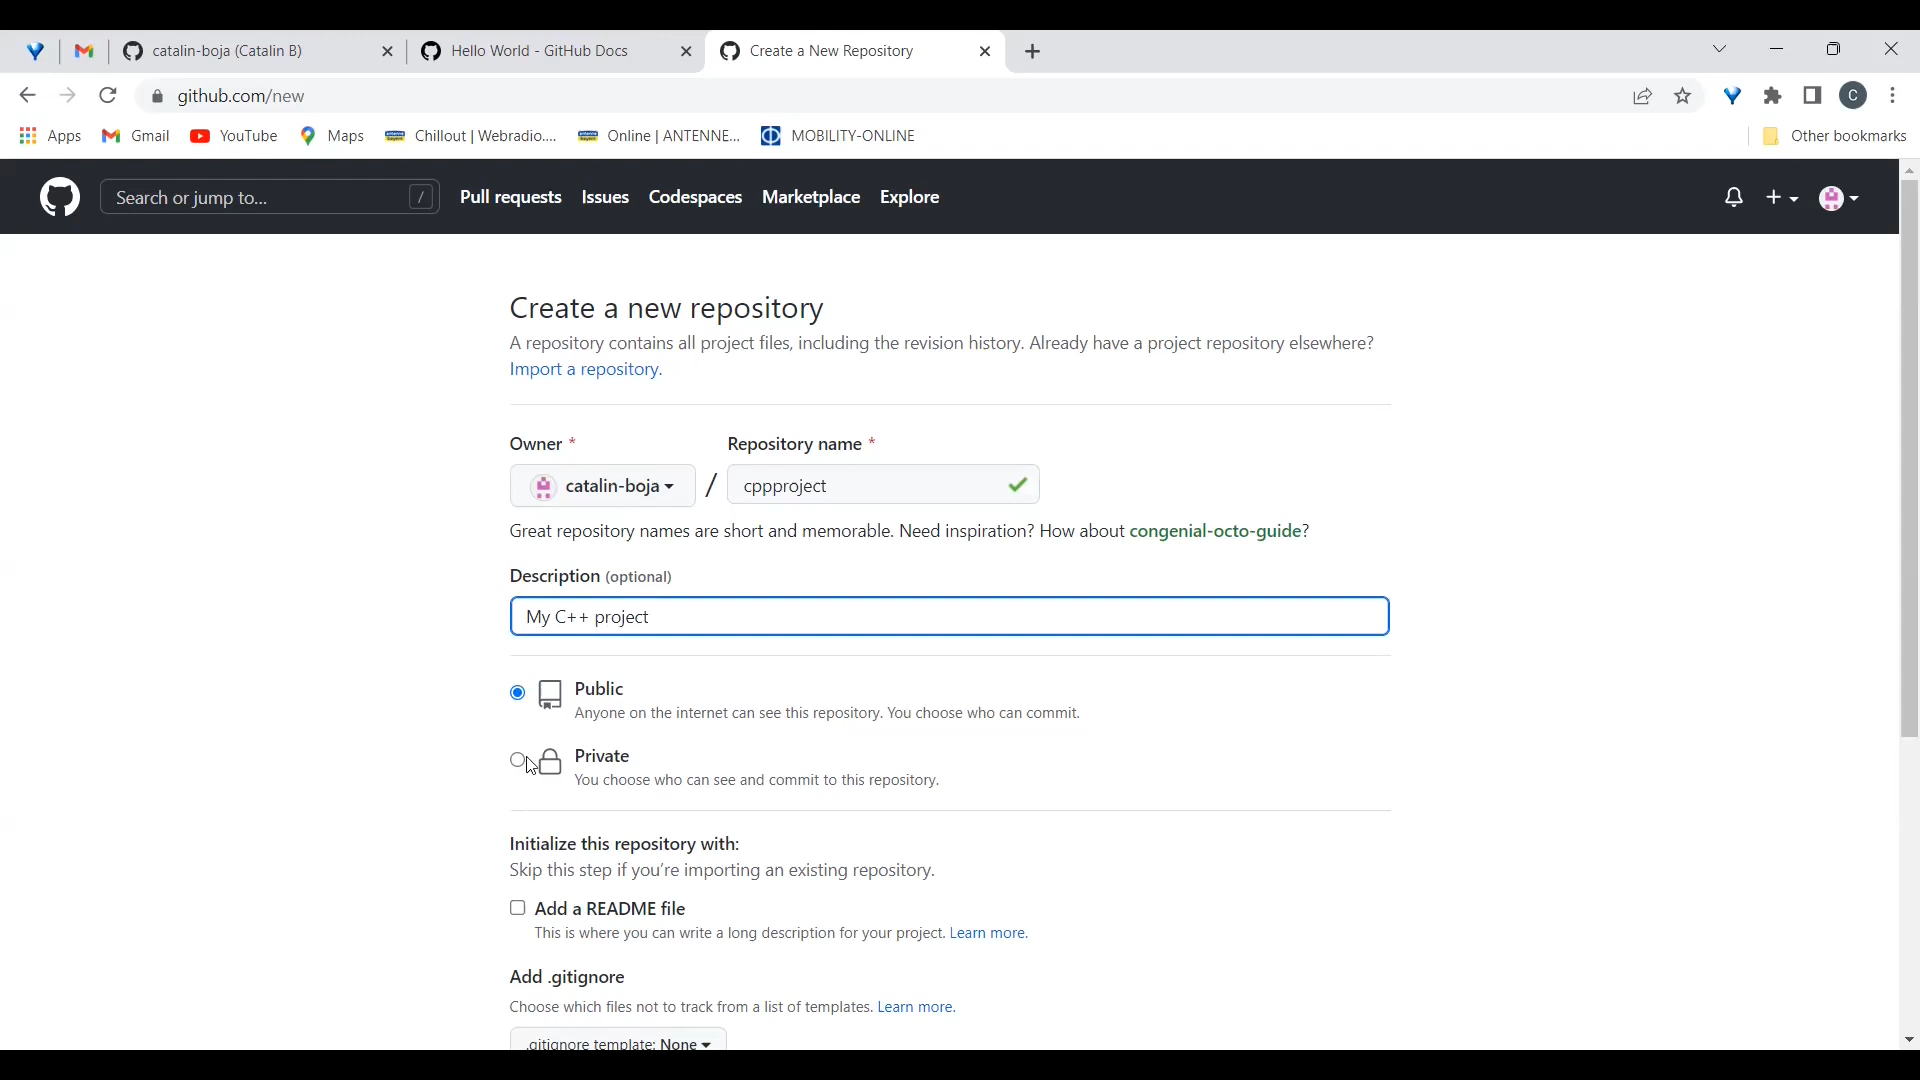 catalin-boja (Catalin B)
Hello World - GitHub Docs
Create a New Repository
github.com/new
C
Apps
Gmail
YouTube
Maps
Chillout | Webradio....
Online | ANTENNE...
MOBILITY-ONLINE
Other bookmarks
Search or jump to...
/
Pull requests
Issues
Codespaces
Marketplace
Explore
Create a new repository
A repository contains all project files, including the revision history. Already have a project repository elsewhere?
Import a repository.
Owner *
Repository name *
catalin-boja
/
cppproject
Great repository names are short and memorable. Need inspiration? How about congenial-octo-guide?
Description (optional)
My C++ project
Public
Anyone on the internet can see this repository. You choose who can commit.
Private
You choose who can see and commit to this repository.
Initialize this repository with:
Skip this step if you're importing an existing repository.
Add a README file
This is where you can write a long description for your project. Learn more.
Add .gitignore
Choose which files not to track from a list of templates. Learn more.
.gitignore template: None